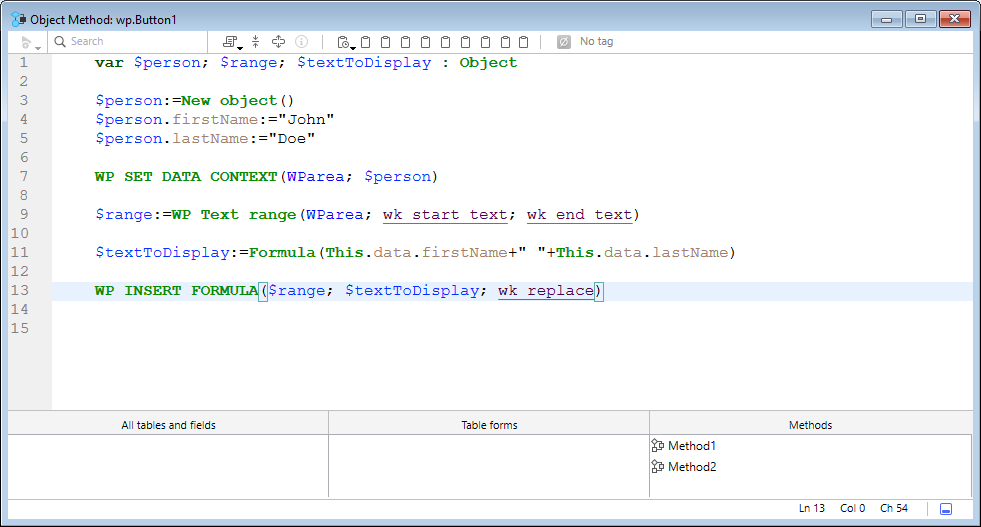 Object Method: wp.Button1
Search
No tag
1 var $person; $range; $textToDisplay : Object
2
3 $person:=New object()
4 $person.firstName:="John"
5 $person.lastName:="Doe"
6
7 WP SET DATA CONTEXT(WParea; $person)
8
9 $range:=WP Text range(WParea; wk start text; wk end text)
10
11 $textToDisplay:=Formula(This.data.firstName+" "+This.data.lastName)
12
13 WP INSERT FORMULA($range; $textToDisplay; wk replace)
14
15
All tables and fields Table forms Methods
Method1
Method2
Ln 13 Col 0 Ch 54